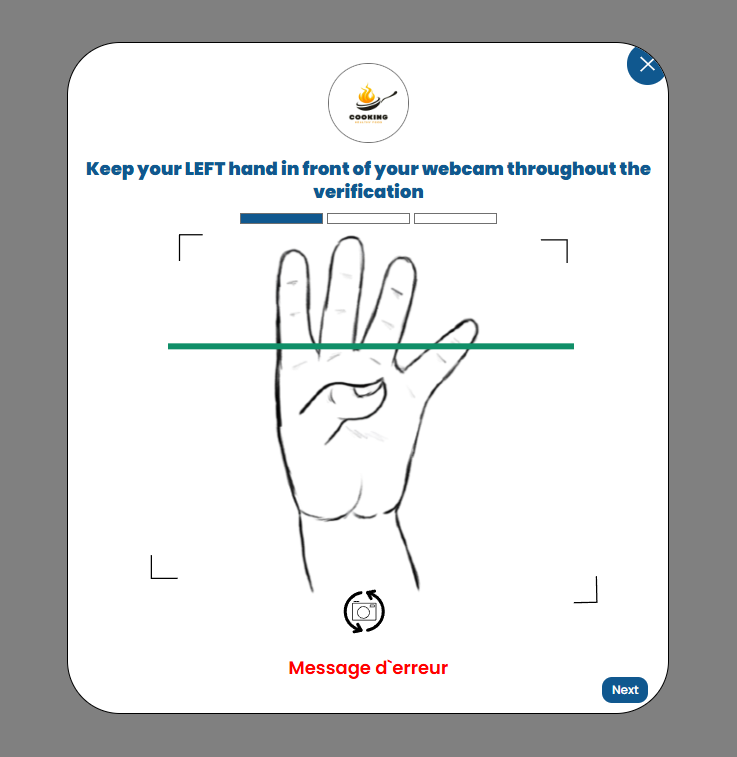 COOKING
Keep your LEFT hand in front of your webcam throughout the
verification
Message d`erreur
Next